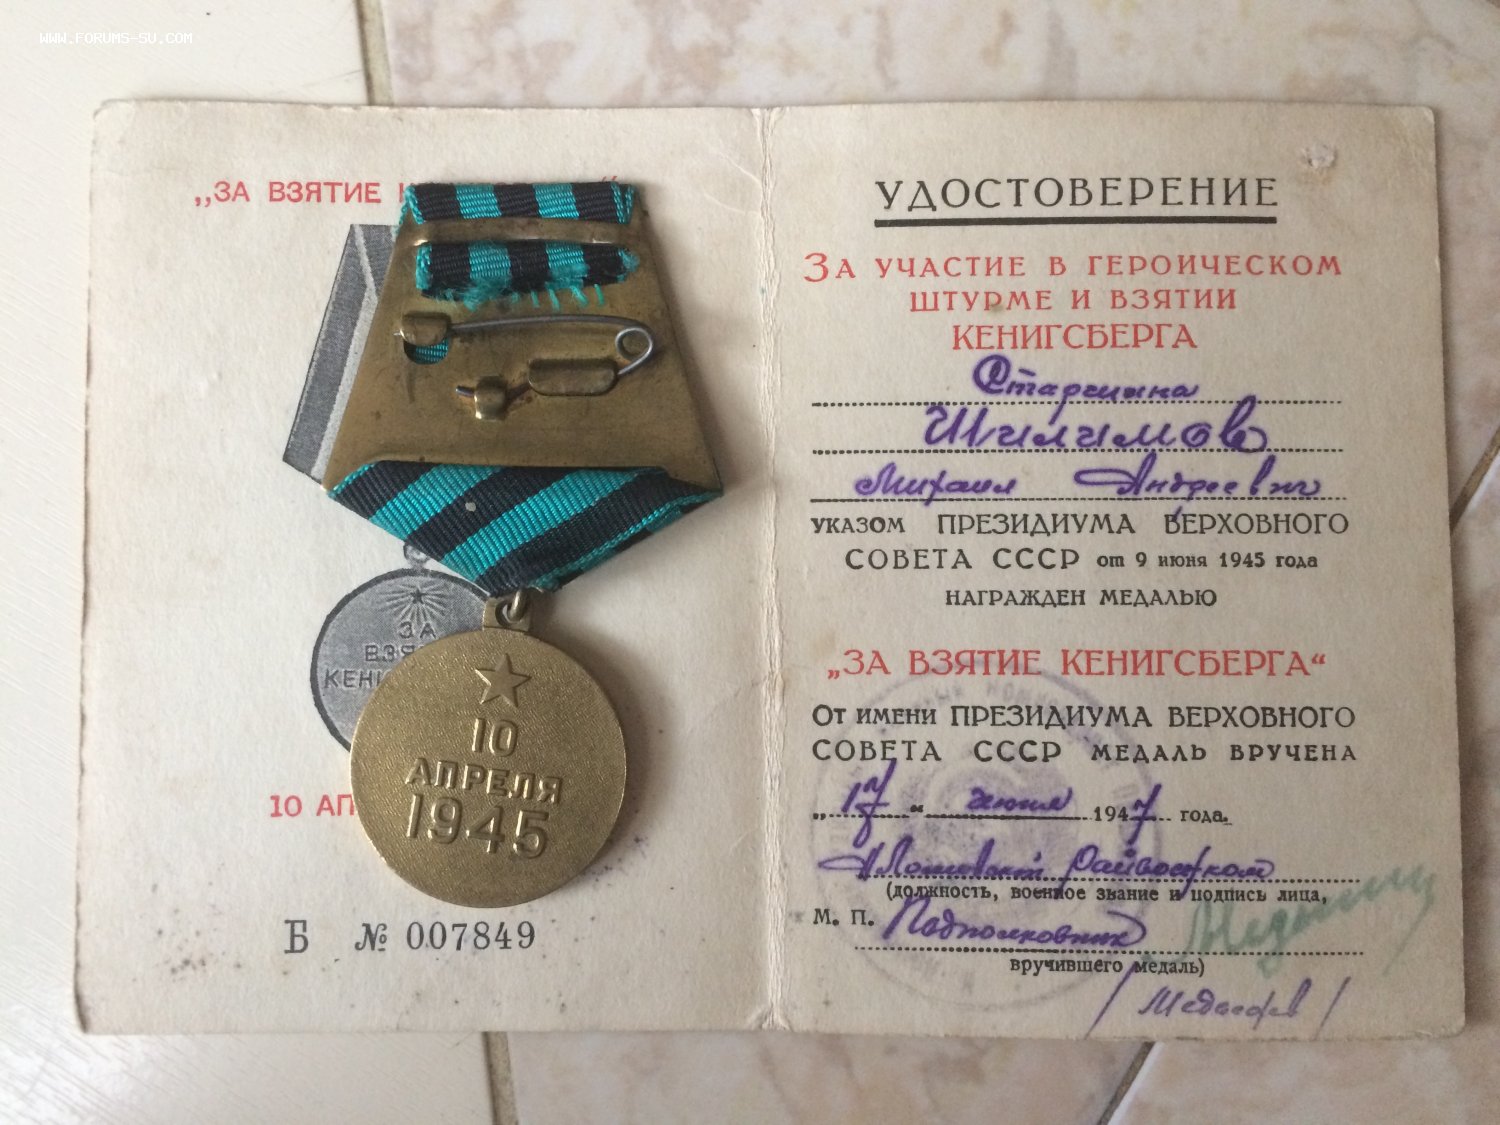 WWW.FORUMS-SU.COM
„ЗА ВЗЯТИЕ
ЗА
ВЗЯ
КЕНИ
10
АПРЕЛЯ
1945
10 АП
Б № 007849
УДОСТОВЕРЕНИЕ
ЗА УЧАСТИЕ В ГЕРОИЧЕСКОМ
ШТУРМЕ И ВЗЯТИИ
КЕНИГСБЕРГА
Старшина
Шилимов
Михаил Андреевич
УКАЗОМ ПРЕЗИДИУМА ВЕРХОВНОГО
СОВЕТА СССР от 9 июня 1945 года
НАГРАЖДЕН МЕДАЛЬЮ
„ЗА ВЗЯТИЕ КЕНИГСБЕРГА“
ОТ ИМЕНИ ПРЕЗИДИУМА ВЕРХОВНОГО
СОВЕТА СССР МЕДАЛЬ ВРУЧЕНА
„17“ 1947 года.
Райвоенком
(должность, военное звание и подпись лица,
М. П. Подполковник
вручившего медаль)